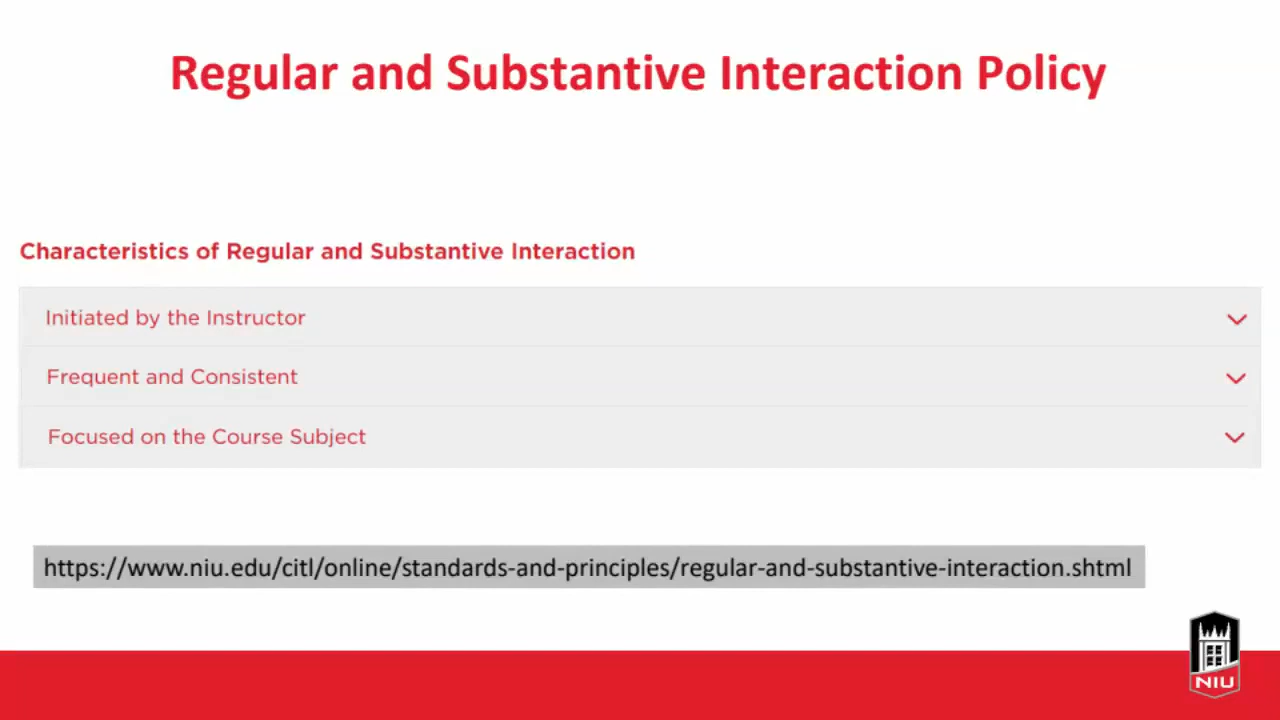 Regular and Substantive Interaction Policy
Characteristics of Regular and Substantive Interaction
Initiated by the Instructor
Frequent and Consistent
Focused on the Course Subject
https://www.niu.edu/citl/online/standards-and-principles/regular-and-substantive-interaction.shtml
NIU